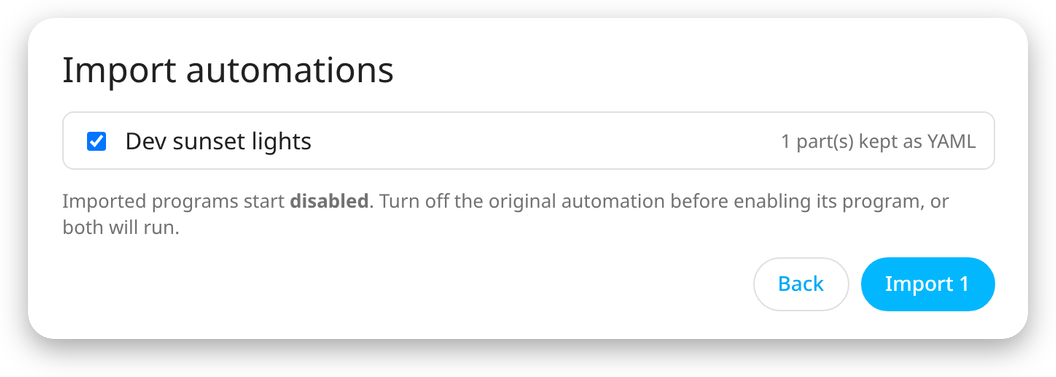 Import automations
Dev sunset lights
1 part(s) kept as YAML
Imported programs start disabled. Turn off the original automation before enabling its program, or
both will run.
Back
Import 1